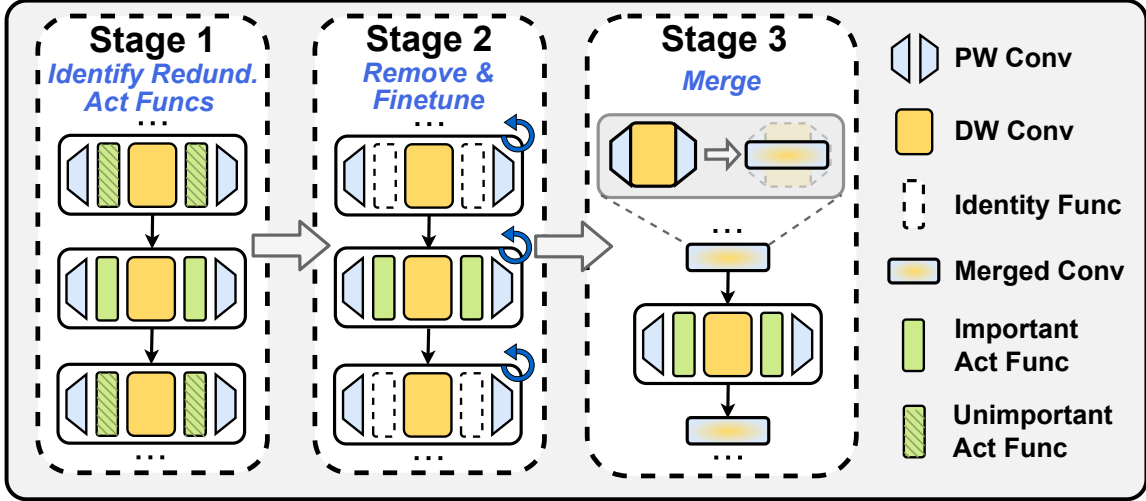 Stage 1
Identify Redund.
Act Funcs
...
...
Stage 2
Remove &
Finetune
...
...
Stage 3
Merge
...
...
PW Conv
DW Conv
Identity Func
Merged Conv
Important
Act Func
Unimportant
Act Func